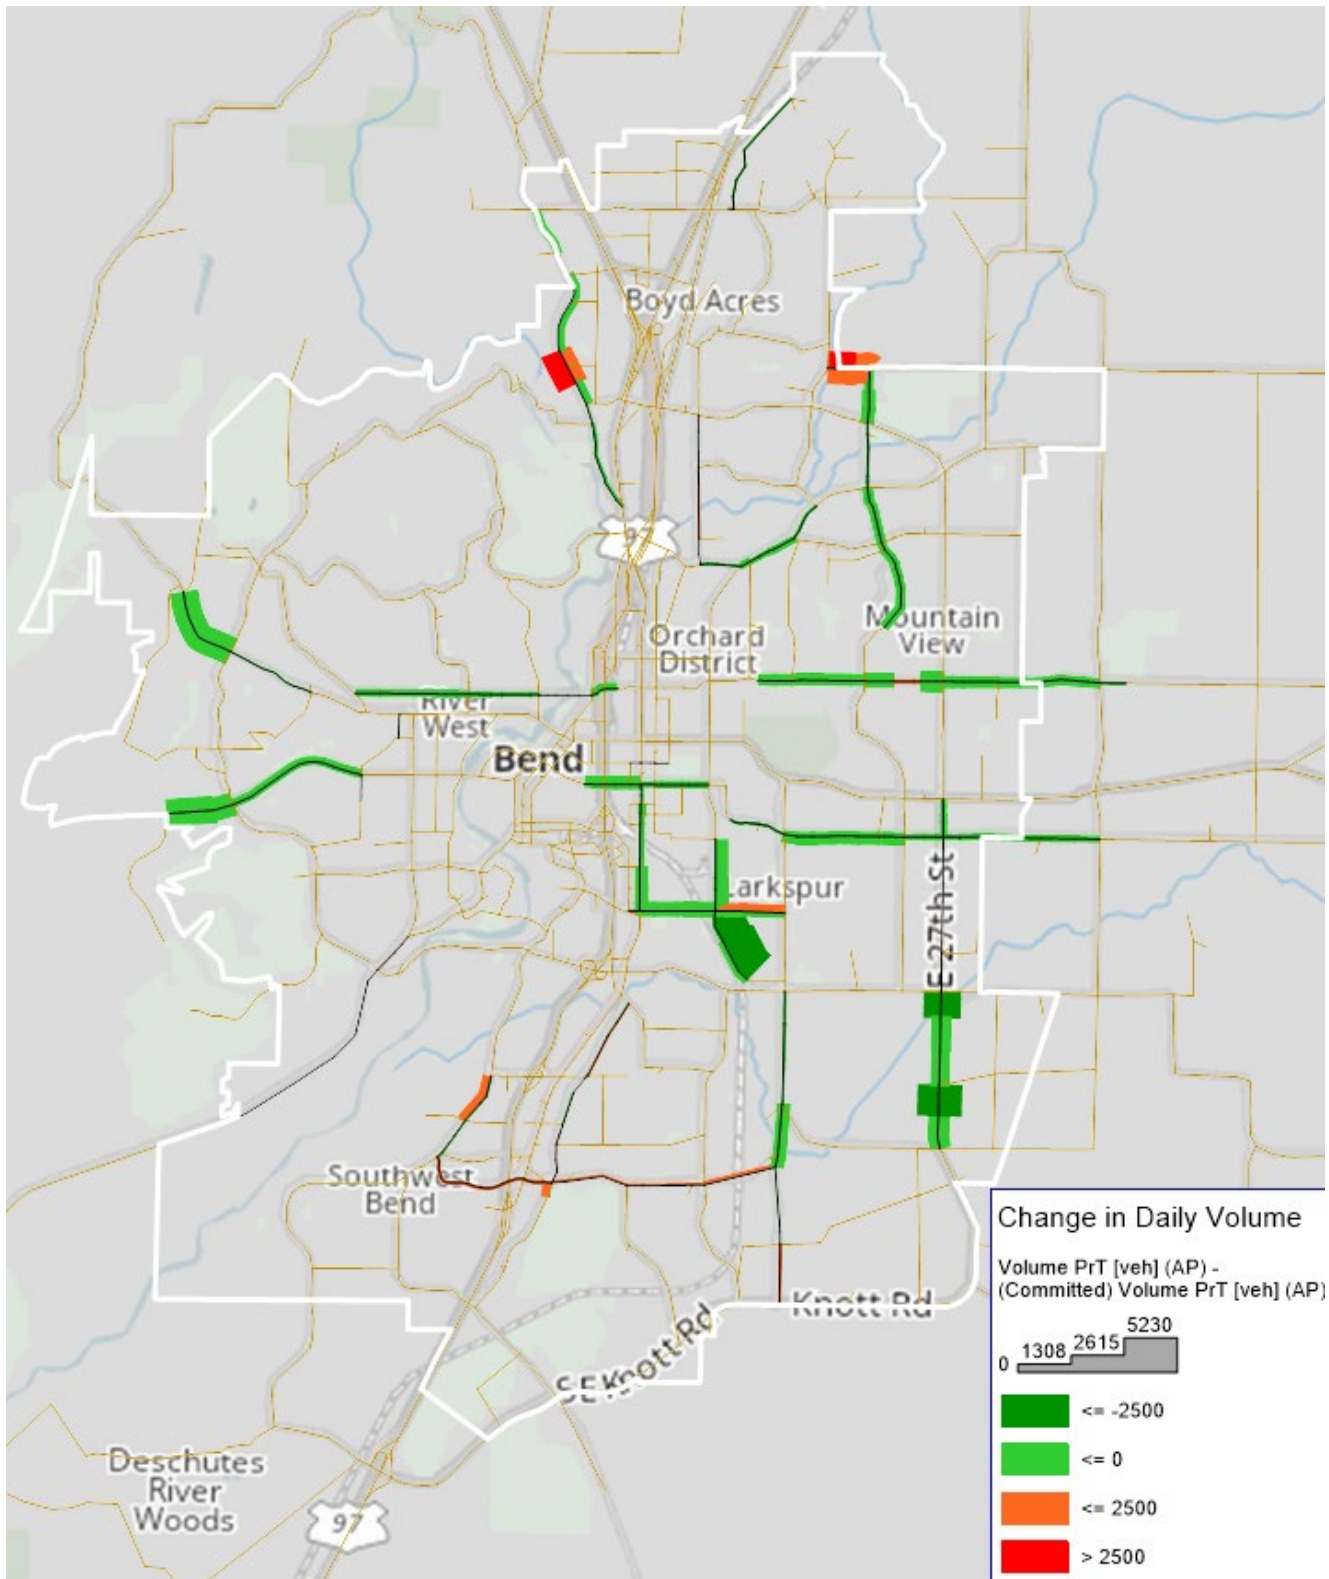 Boyd Acres
97
Mountain
View
Orchard
District
River
West
Bend
Larkspur
E 27th St
Southwest
Bend
Knott Rd
SE Knott Rd
Deschutes
River
Woods
97
Change in Daily Volume
Volume PrT [veh] (AP) -
(Committed) Volume PrT [veh] (AP)
0 1308 2615 5230
<= -2500
<= 0
<= 2500
> 2500